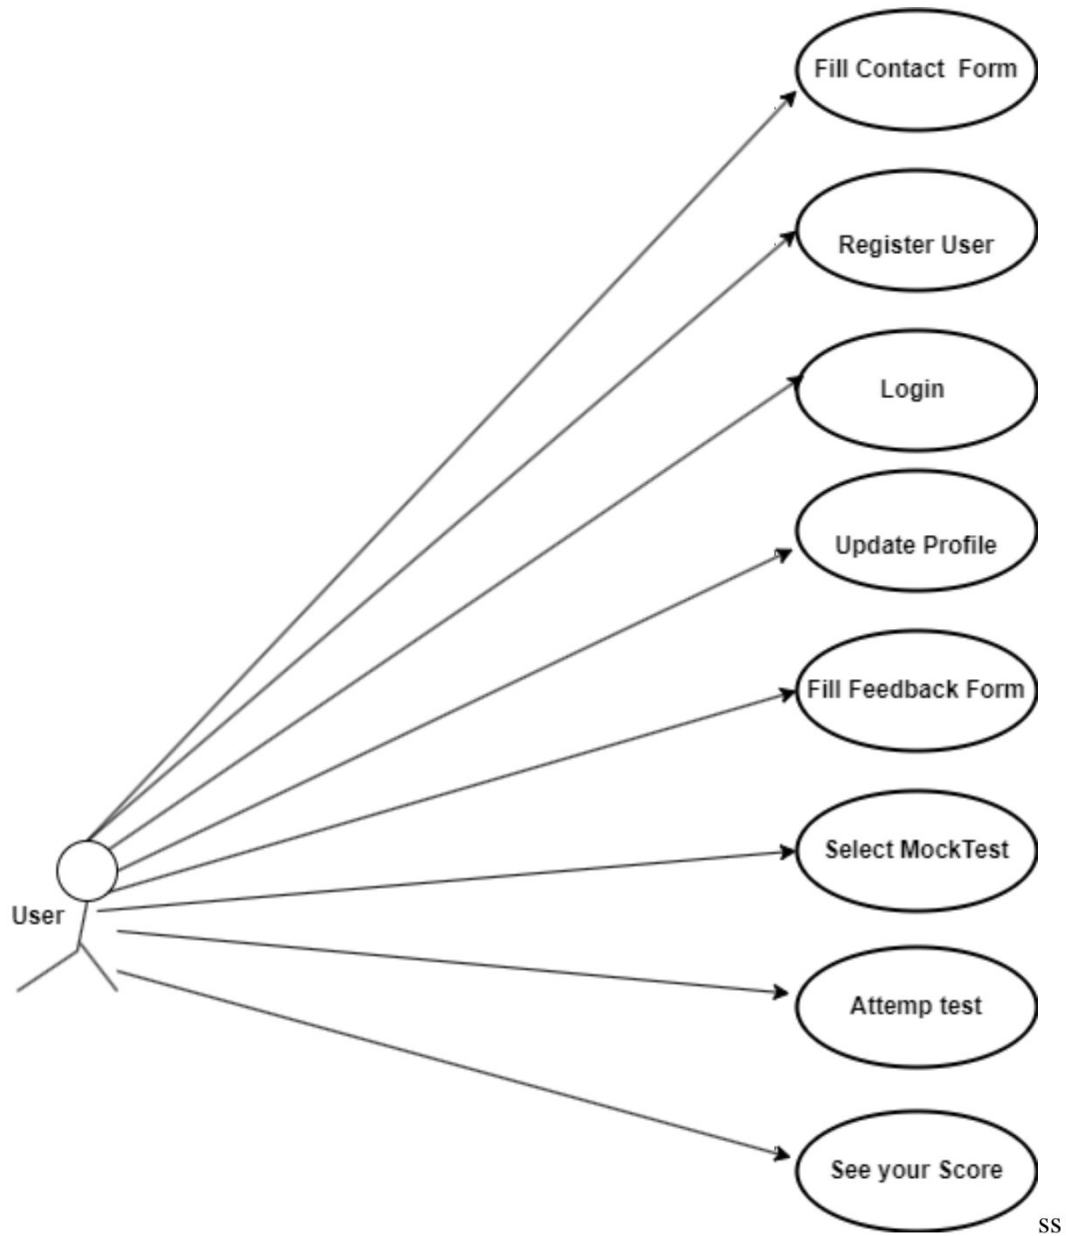 Fill Contact Form
Register User
Login
Update Profile
Fill Feedback Form
Select MockTest
User
Attemp test
See your Score
ss